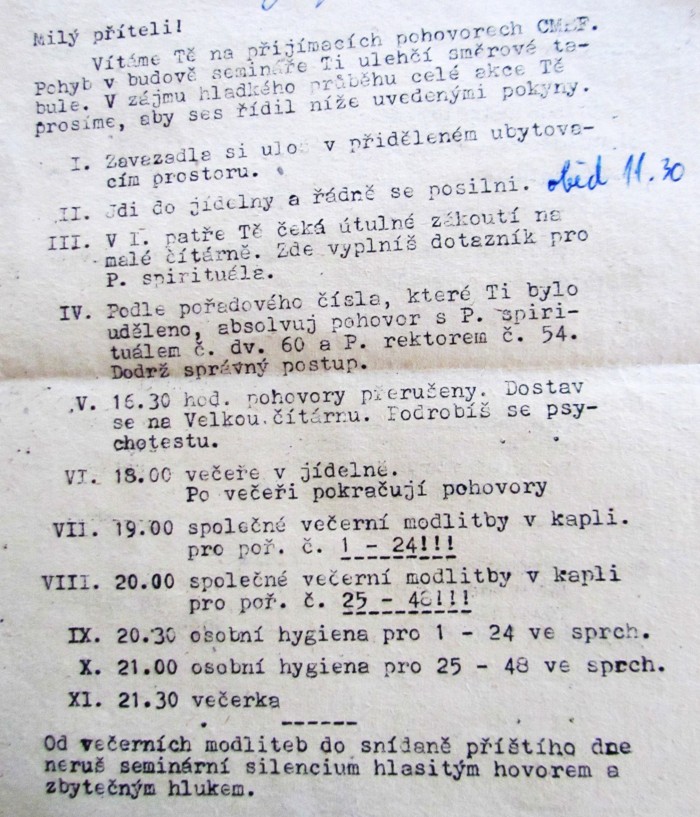 Milý příteli!
Vítáme Tě na přijímacích pohovorech CMBF.
Pohyb v budově semináře Ti ulehčí směrové ta-
bule. V zájmu hladkého průběhu celé akce Tě
prosíme, aby ses řídil níže uvedenými pokyny.
I. Zavazadla si ulož v přiděleném ubytova-
cím prostoru.
II. Jdi do jídelny a řádně se posilni. oběd 11.30
III. V I. patře Tě čeká útulné zákoutí na
malé čítárně. Zde vyplníš dotazník pro
P. spirituála.
IV. Podle pořadového čísla, které Ti bylo
uděleno, absolvuj pohovor s P. spiri-
tuálem č. dv. 60 a P. rektorem č. 54.
Dodrž správný postup.
V. 16.30 hod. pohovory přerušeny. Dostav
se na Velkou čítárnu. Podrobíš se psy-
chotestu.
VI. 18.00 večeře v jídelně.
Po večeři pokračují pohovory
VII. 19.00 společné večerní modlitby v kapli.
pro poř. č. 1 - 24!!!
VIII. 20.00 společné večerní modlitby v kapli
pro poř. č. 25 - 48!!!
IX. 20.30 osobní hygiena pro 1 - 24 ve sprch.
X. 21.00 osobní hygiena pro 25 - 48 ve sprch.
XI. 21.30 večerka
------
Od večerních modliteb do snídaně příštího dne
neruš seminární silencium hlasitým hovorem a
zbytečným hlukem.